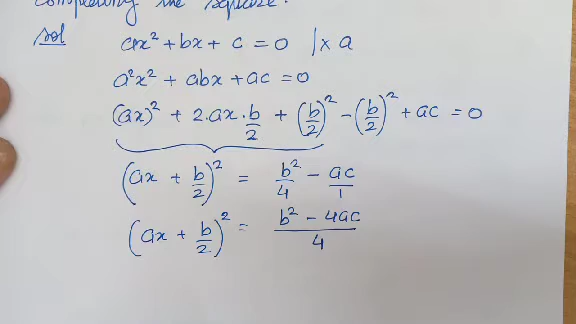 completing the square.
sol
ax² + bx + c = 0 | x a
a²x² + abx + ac = 0
(ax)² + 2.ax.b/2 + (b/2)² - (b/2)² + ac = 0
(ax + b/2)² = b²/4 - ac/1
(ax + b/2)² = b² - 4ac/4